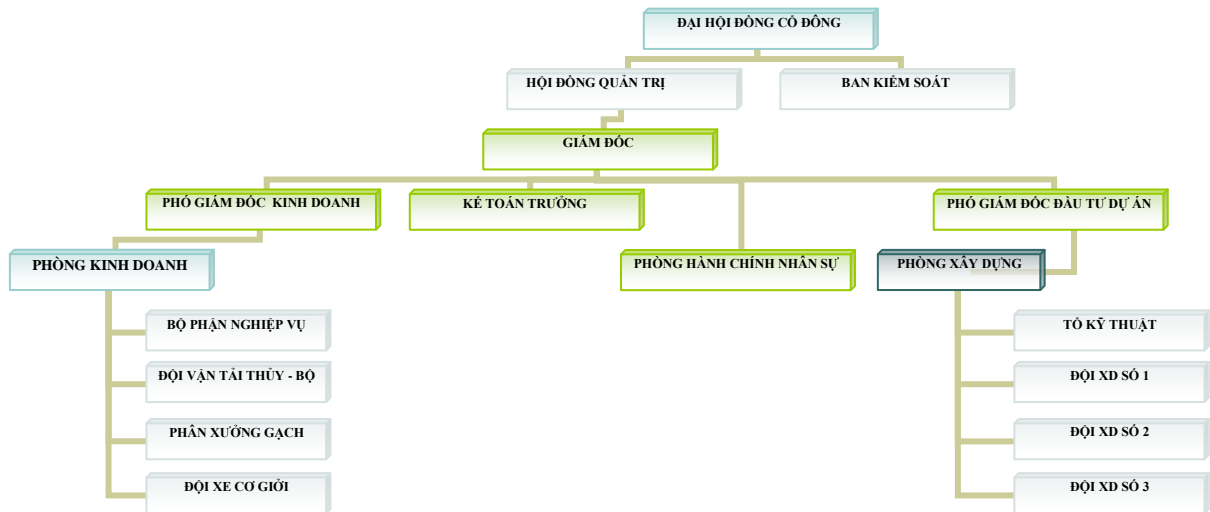 ĐẠI HỘI ĐỒNG CỔ ĐÔNG
HỘI ĐỒNG QUẢN TRỊ
BAN KIỂM SOÁT
GIÁM ĐỐC
PHÓ GIÁM ĐỐC KINH DOANH
KẾ TOÁN TRƯỞNG
PHÓ GIÁM ĐỐC ĐẦU TƯ DỰ ÁN
PHÒNG KINH DOANH
PHÒNG HÀNH CHÍNH NHÂN SỰ
PHÒNG XÂY DỰNG
BỘ PHẬN NGHIỆP VỤ
TỔ KỸ THUẬT
ĐỘI VẬN TẢI THỦY - BỘ
ĐỘI XD SỐ 1
PHÂN XƯỞNG GẠCH
ĐỘI XD SỐ 2
ĐỘI XE CƠ GIỚI
ĐỘI XD SỐ 3